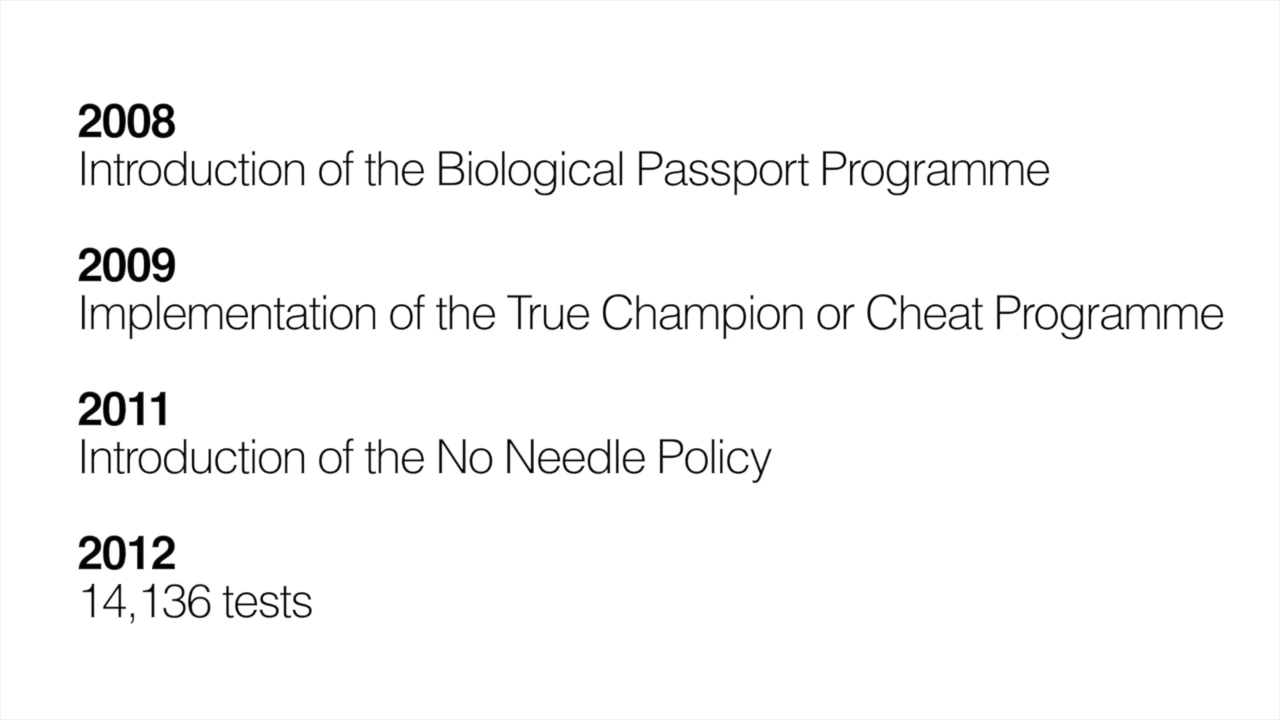 2008
Introduction of the Biological Passport Programme
2009
Implementation of the True Champion or Cheat Programme
2011
Introduction of the No Needle Policy
2012
14,136 tests